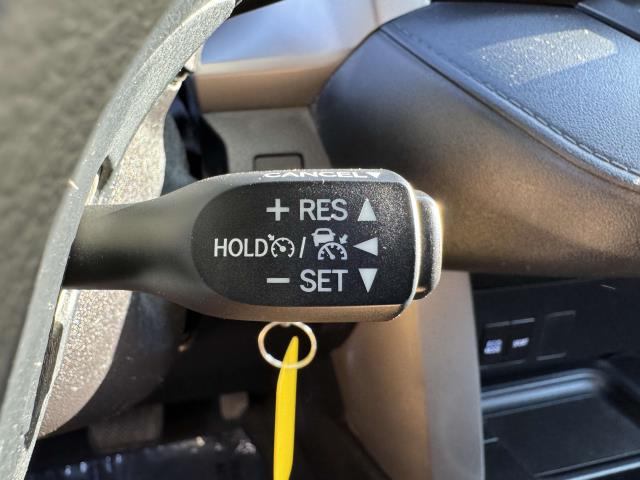 CANCEL
+ RES
HOLD /
− SET